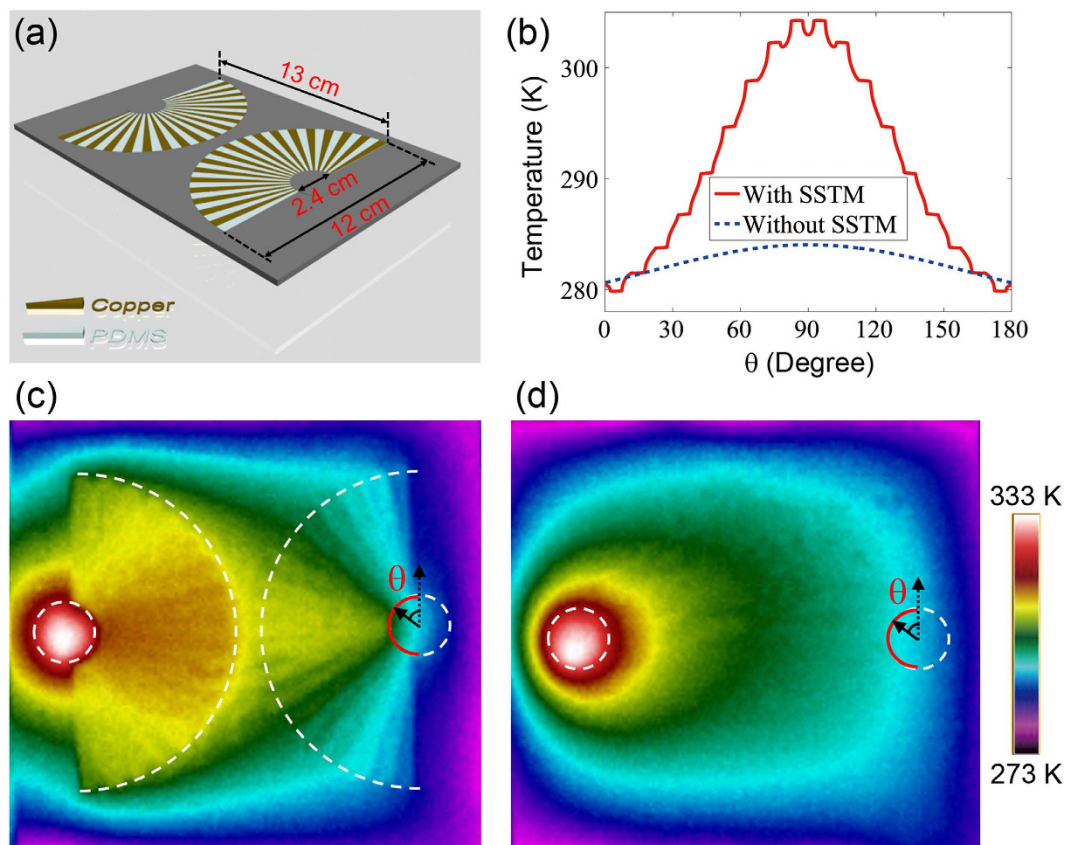 (a)
13 cm
2.4 cm
12 cm
Copper
PDMS
(b)
Temperature (K)
300
290
280
With SSTM
Without SSTM
0 30 60 90 120 150 180
θ (Degree)
(c)
θ
(d)
θ
333 K
273 K